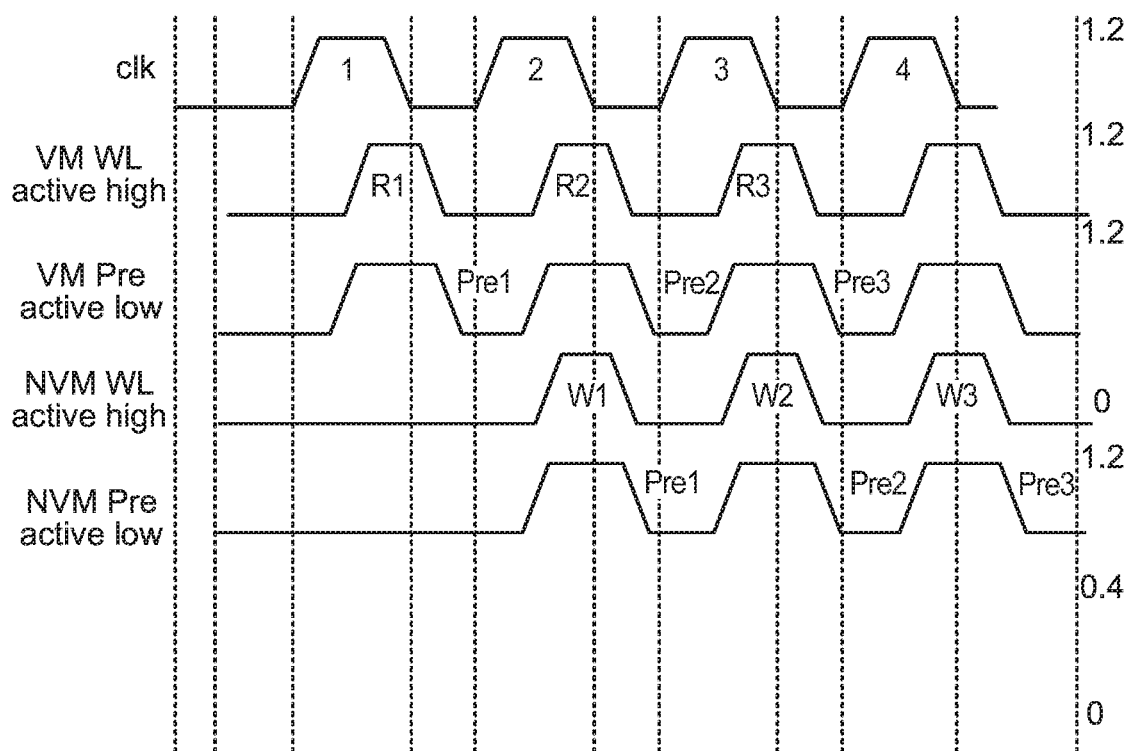 1.2
clk 1 2 3 4
1.2
VM WL
active high
R1 R2 R3
1.2
VM Pre
active low
Pre1 Pre2 Pre3
NVM WL
active high
W1 W2 W3
0
1.2
NVM Pre
active low
Pre1 Pre2 Pre3
0.4
0